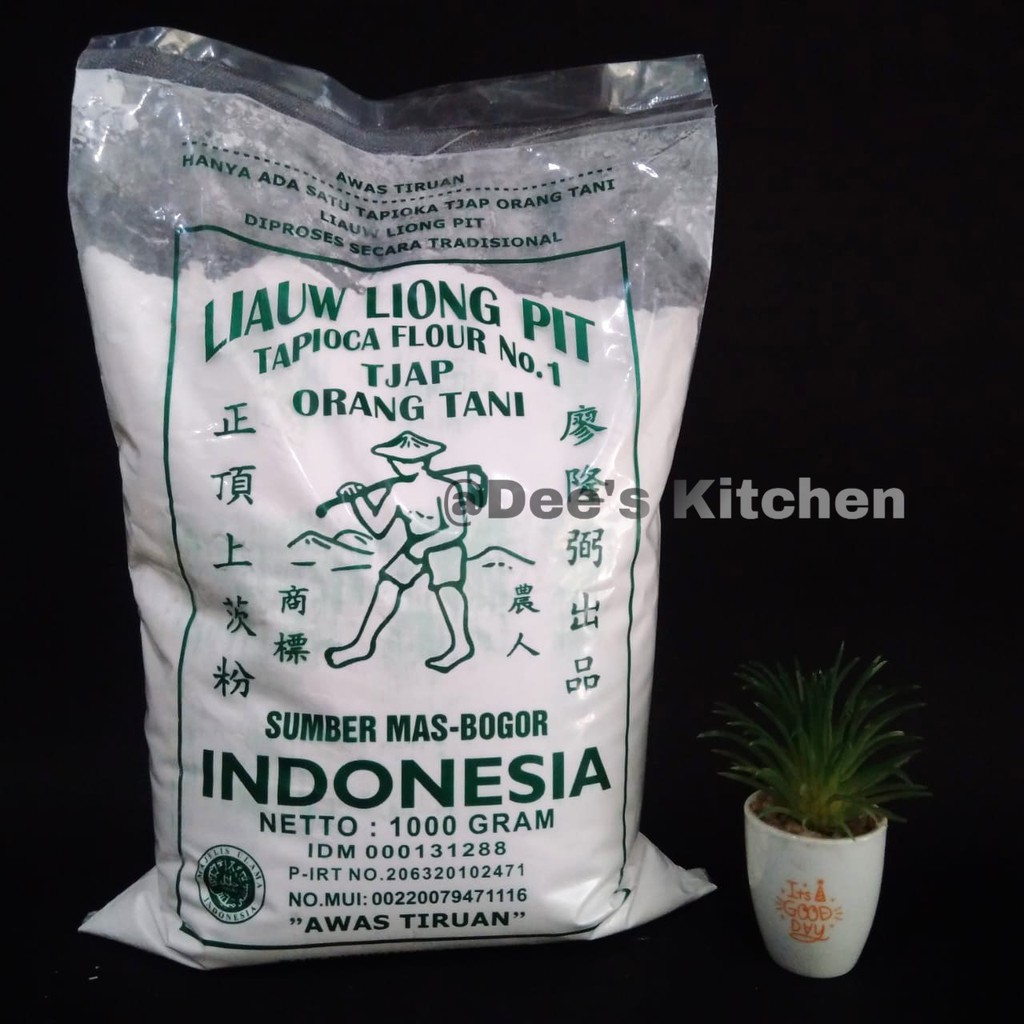 AWAS TIRUAN
HANYA ADA SATU TAPIOKA TJAP ORANG TANI
LIAUW LIONG PIT
DIPROSES SECARA TRADISIONAL
LIAUW LIONG PIT
TAPIOCA FLOUR No.1
TJAP
ORANG TANI
正頂上茨粉
商標
農人
廖隆弼出品
@Dee's Kitchen
SUMBER MAS-BOGOR
INDONESIA
NETTO : 1000 GRAM
IDM 000131288
P-IRT NO.206320102471
NO.MUI: 00220079471116
"AWAS TIRUAN"
MAJELIS ULAMA
INDONESIA
It's A
GOOD
DAY